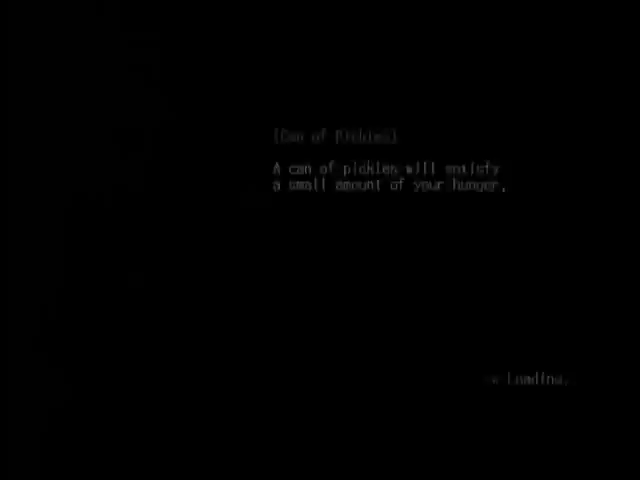 [Can of Pickles]
A can of pickles will satisfy
a small amount of your hunger.
Loading.